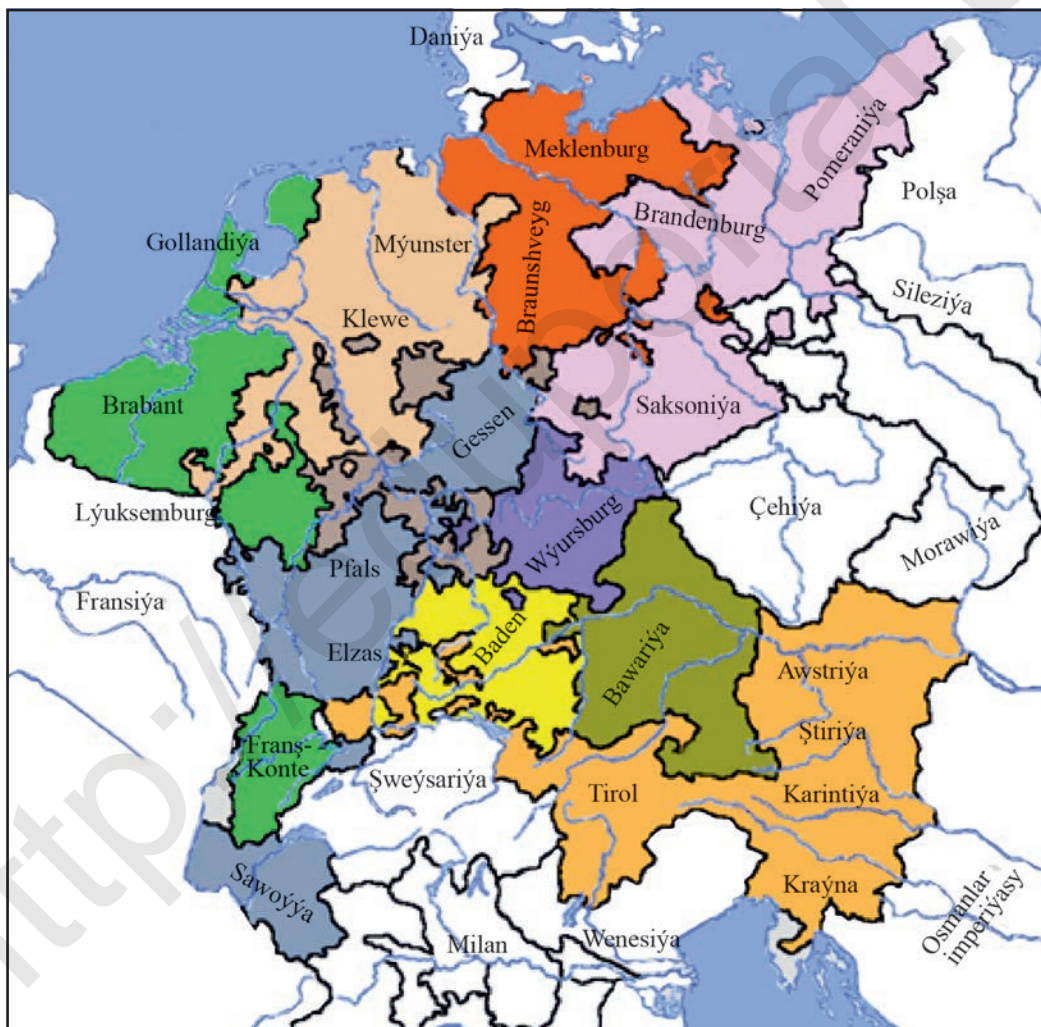 Daniýa
Meklenburg
Pomeraniýa
Polşa
Brandenburg
Gollandiýa
Mýunster
Braunshveyg
Sileziýa
Klewe
Brabant
Gessen
Saksoniýa
Lýuksemburg
Wýursburg
Çehiýa
Morawiýa
Pfals
Fransiýa
Elzas
Baden
Bawariýa
Awstriýa
Ştiriýa
Franş-
Konte
Şweýsariýa
Tirol
Karintiýa
Sawoýýa
Kraýna
Osmanlar
imperiýasy
Milan
Wenesiýa